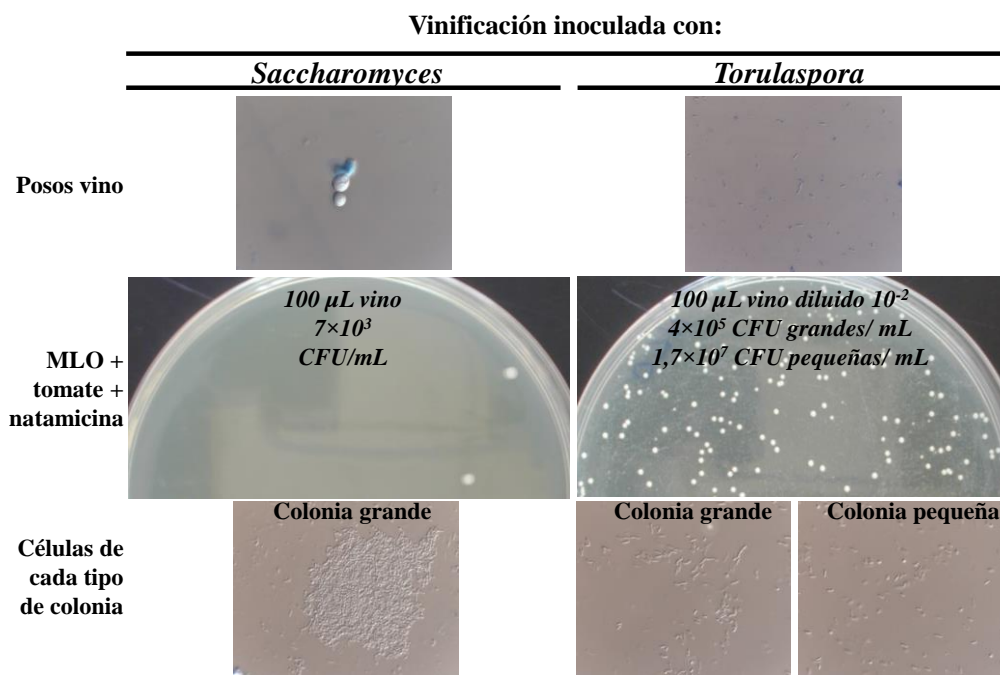 Vinificación inoculada con:
Saccharomyces
Torulaspora
Posos vino
MLO +
tomate +
natamicina
100 µL vino
7×10³
CFU/mL
100 µL vino diluido 10⁻²
4×10⁵ CFU grandes/ mL
1,7×10⁷ CFU pequeñas/ mL
Células de
cada tipo
de colonia
Colonia grande
Colonia grande
Colonia pequeña